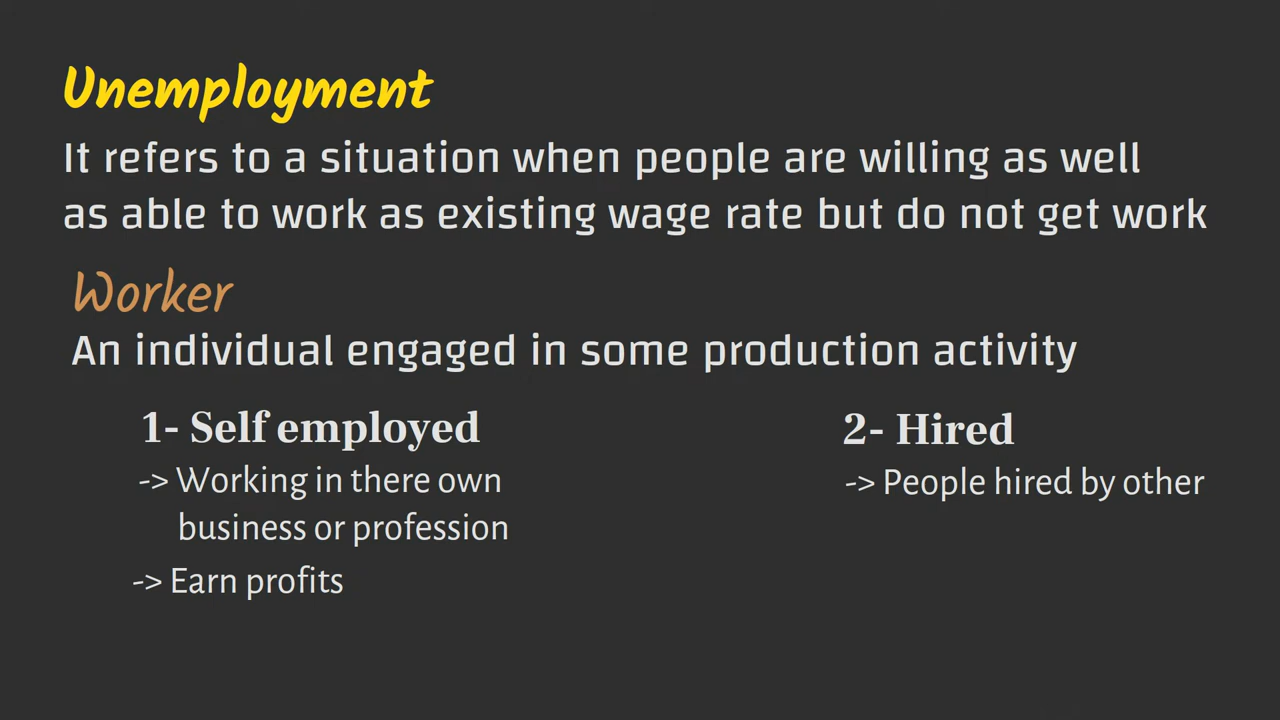 Unemployment
It refers to a situation when people are willing as well
as able to work as existing wage rate but do not get work
Worker
An individual engaged in some production activity
1- Self employed
-> Working in there own
business or profession
-> Earn profits
2- Hired
-> People hired by other